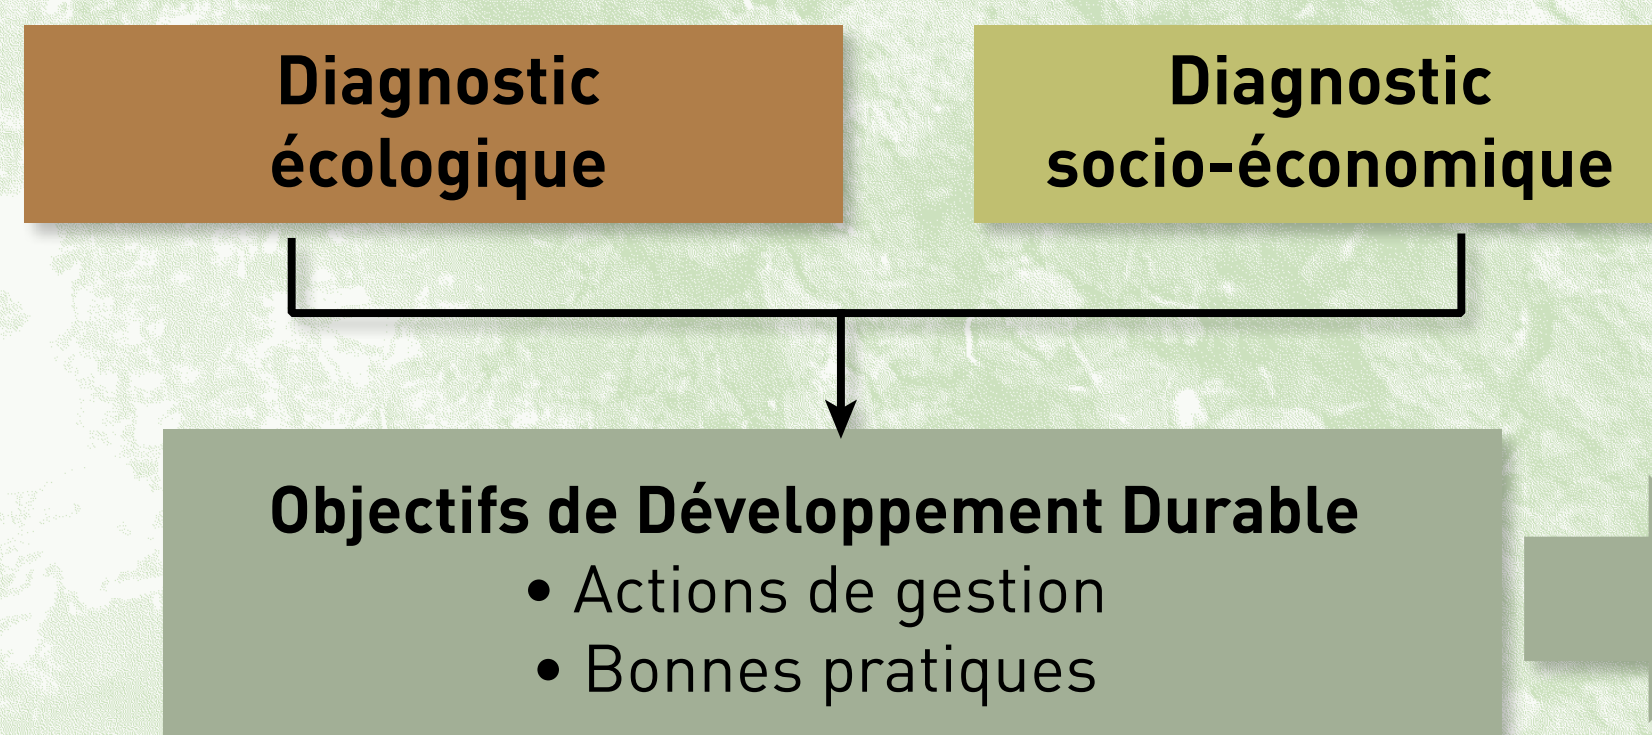 Diagnostic
écologique
Diagnostic
socio-économique
Objectifs de Développement Durable
• Actions de gestion
• Bonnes pratiques